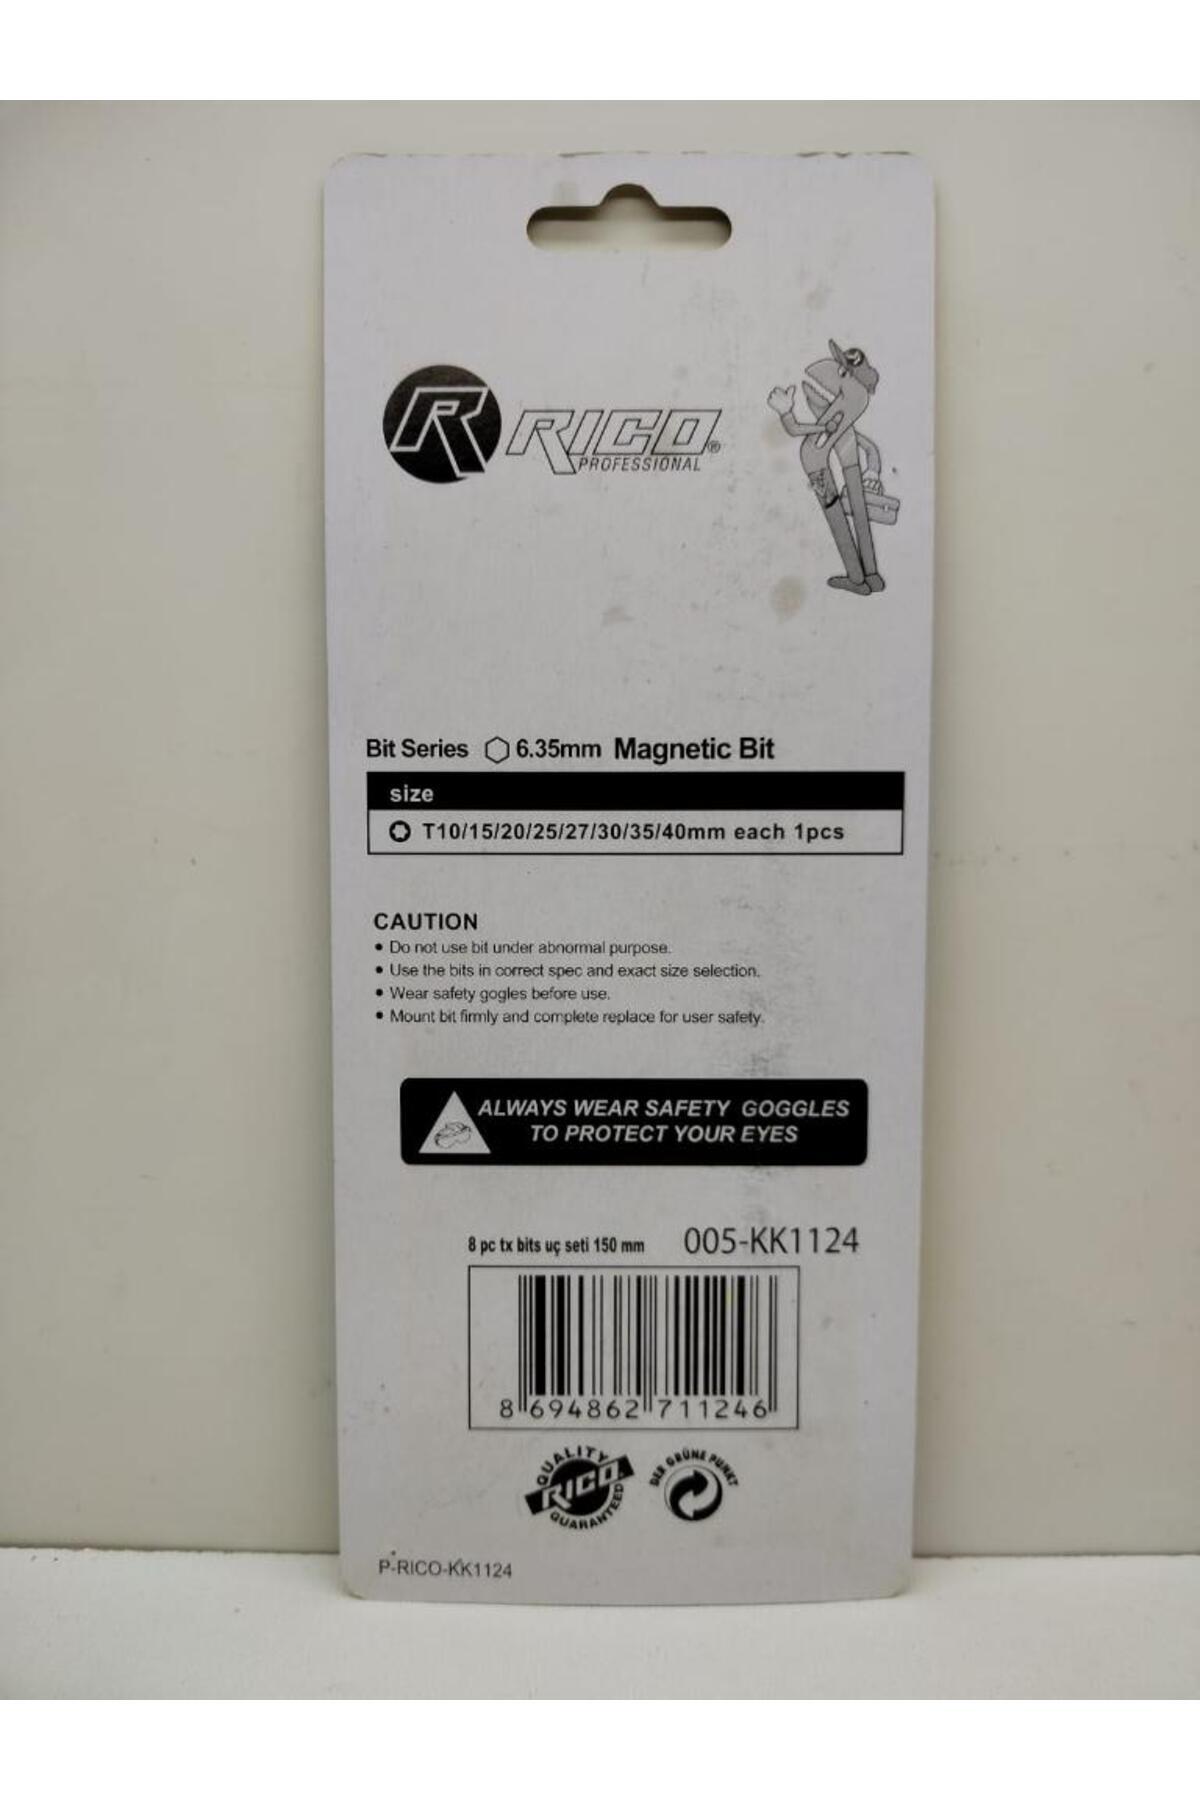 R RICO®
PROFESSIONAL
Bit Series 6.35mm Magnetic Bit
size
T10/15/20/25/27/30/35/40mm each 1pcs
CAUTION
• Do not use bit under abnormal purpose.
• Use the bits in correct spec and exact size selection.
• Wear safety gogles before use.
• Mount bit firmly and complete replace for user safety.
ALWAYS WEAR SAFETY GOGGLES
TO PROTECT YOUR EYES
8 pc tx bits uç seti 150 mm 005-KK1124
8 694862 711246
QUALITY
RICO
GUARANTEED
DER GRÜNE PUNKT
P-RICO-KK1124